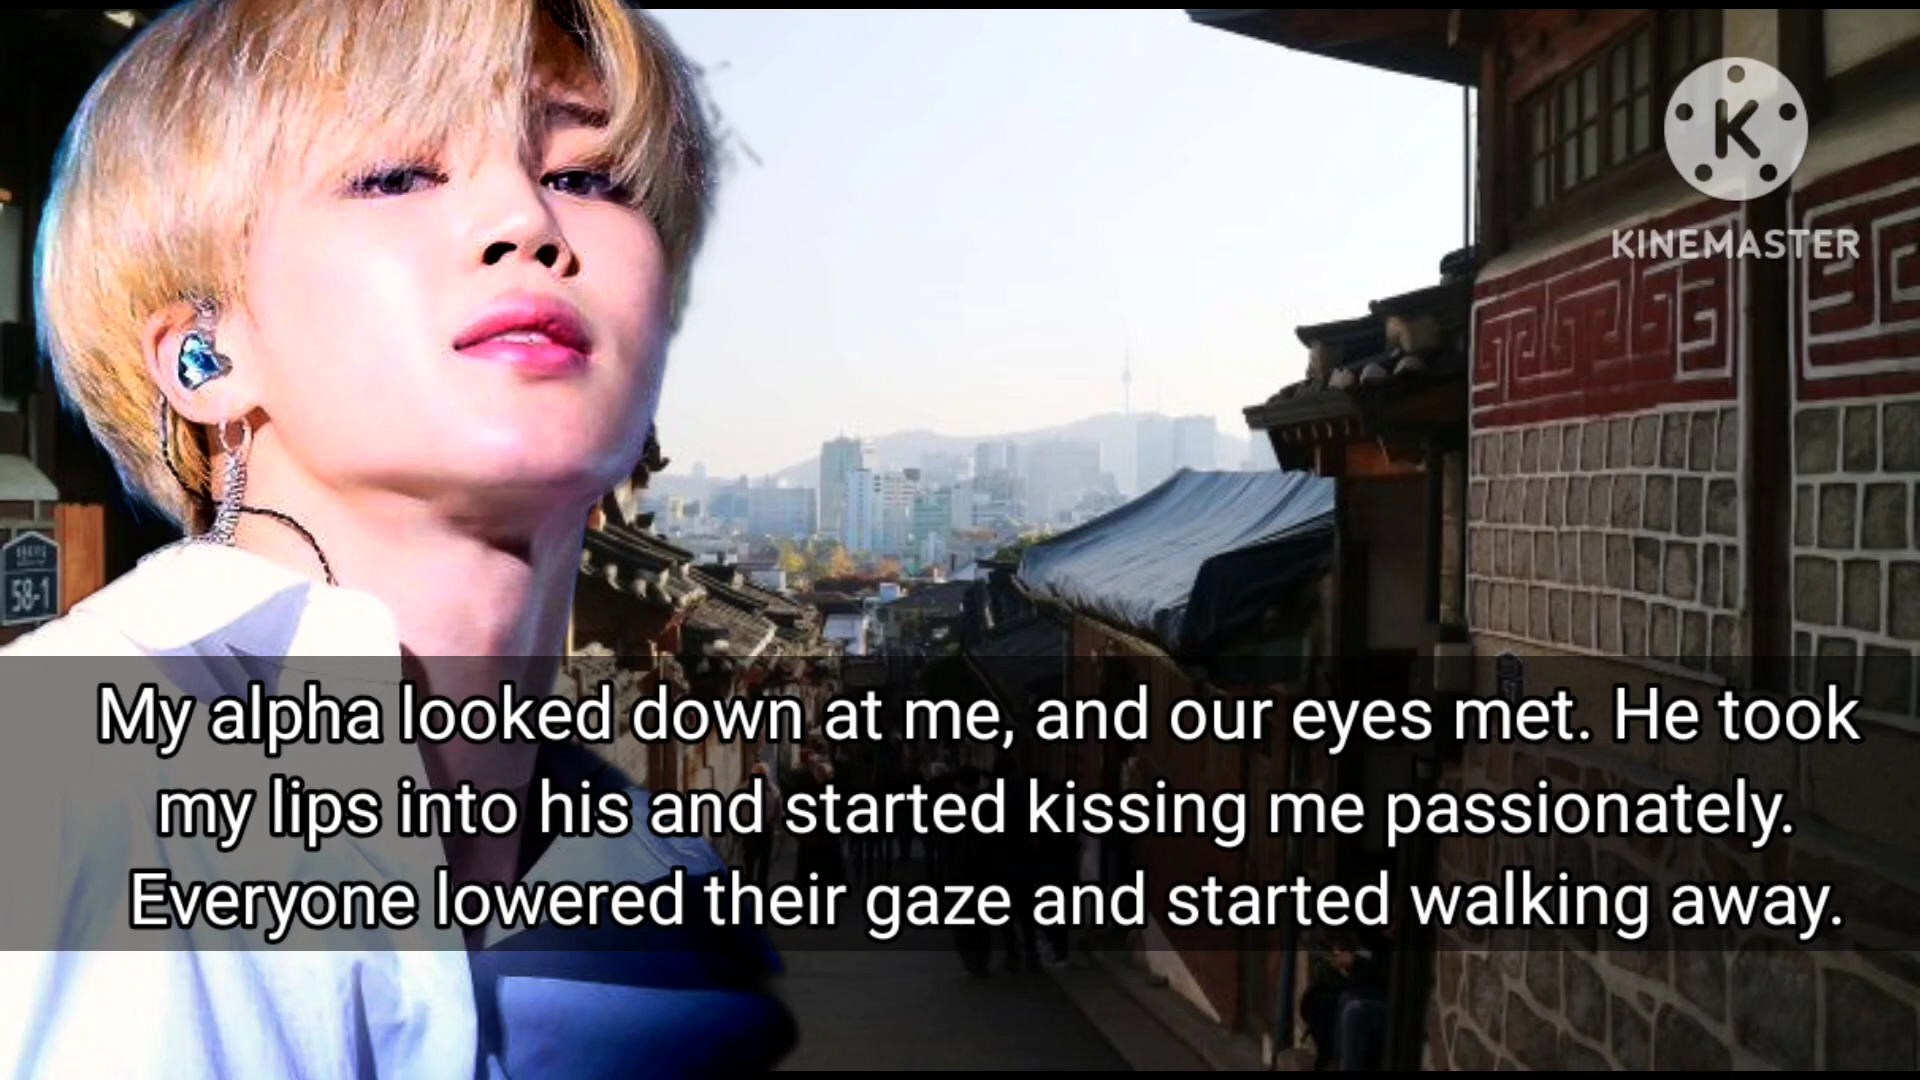 K
KINEMASTER
58-1
My alpha looked down at me, and our eyes met. He took
my lips into his and started kissing me passionately.
Everyone lowered their gaze and started walking away.